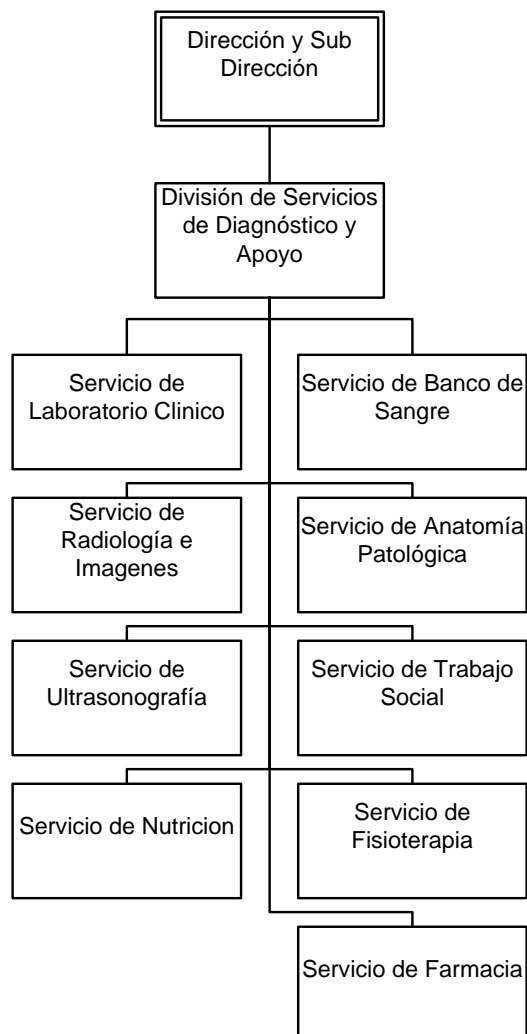 Dirección y Sub
Dirección
División de Servicios
de Diagnóstico y
Apoyo
Servicio de
Laboratorio Clinico
Servicio de Banco de
Sangre
Servicio de
Radiología e
Imagenes
Servicio de Anatomía
Patológica
Servicio de
Ultrasonografía
Servicio de Trabajo
Social
Servicio de Nutricion
Servicio de
Fisioterapia
Servicio de Farmacia